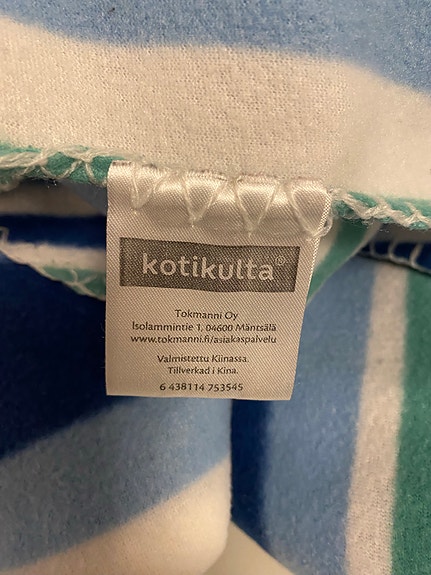 kotikulta®
Tokmanni Oy
Isolammintie 1, 04600 Mäntsälä
www.tokmanni.fi/asiakaspalvelu
Valmistettu Kiinassa.
Tillverkad i Kina.
6 438114 753545